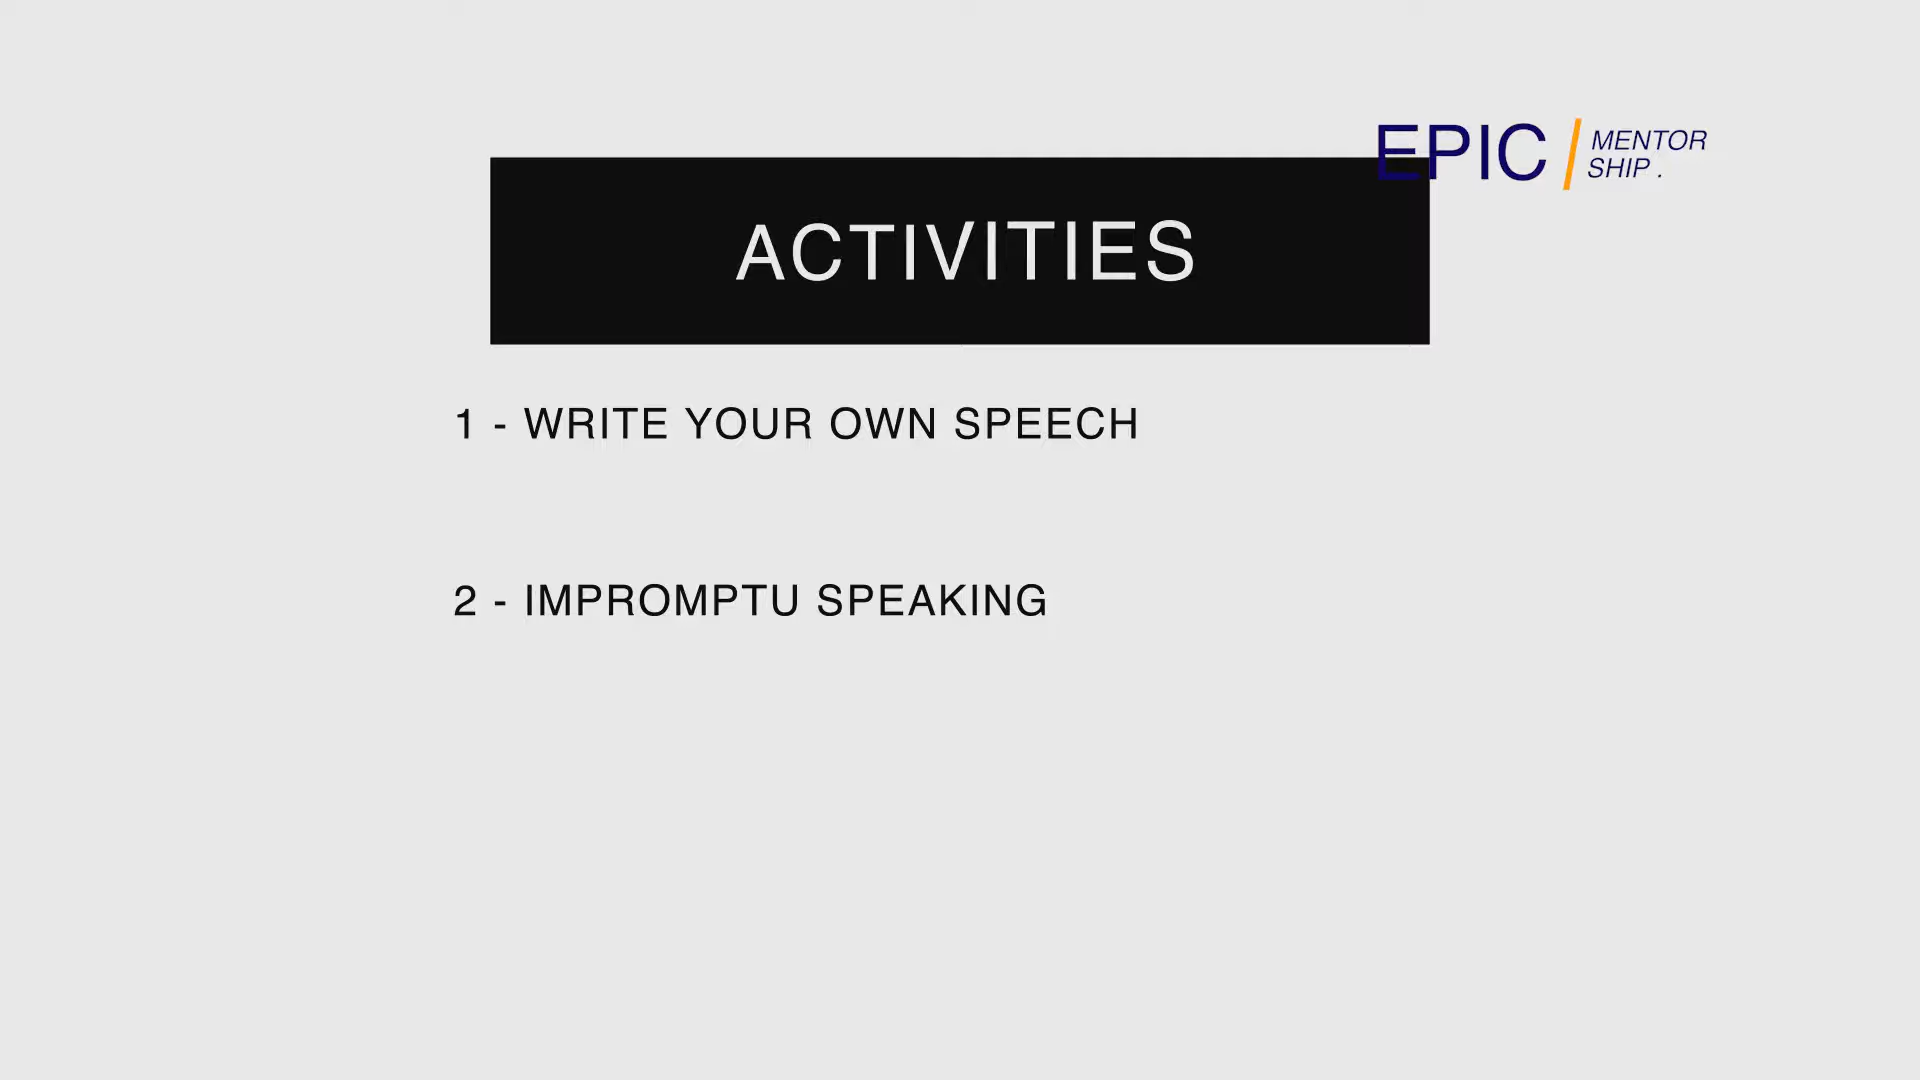 EPIC
MENTOR
SHIP .
ACTIVITIES
1 - WRITE YOUR OWN SPEECH
2 - IMPROMPTU SPEAKING